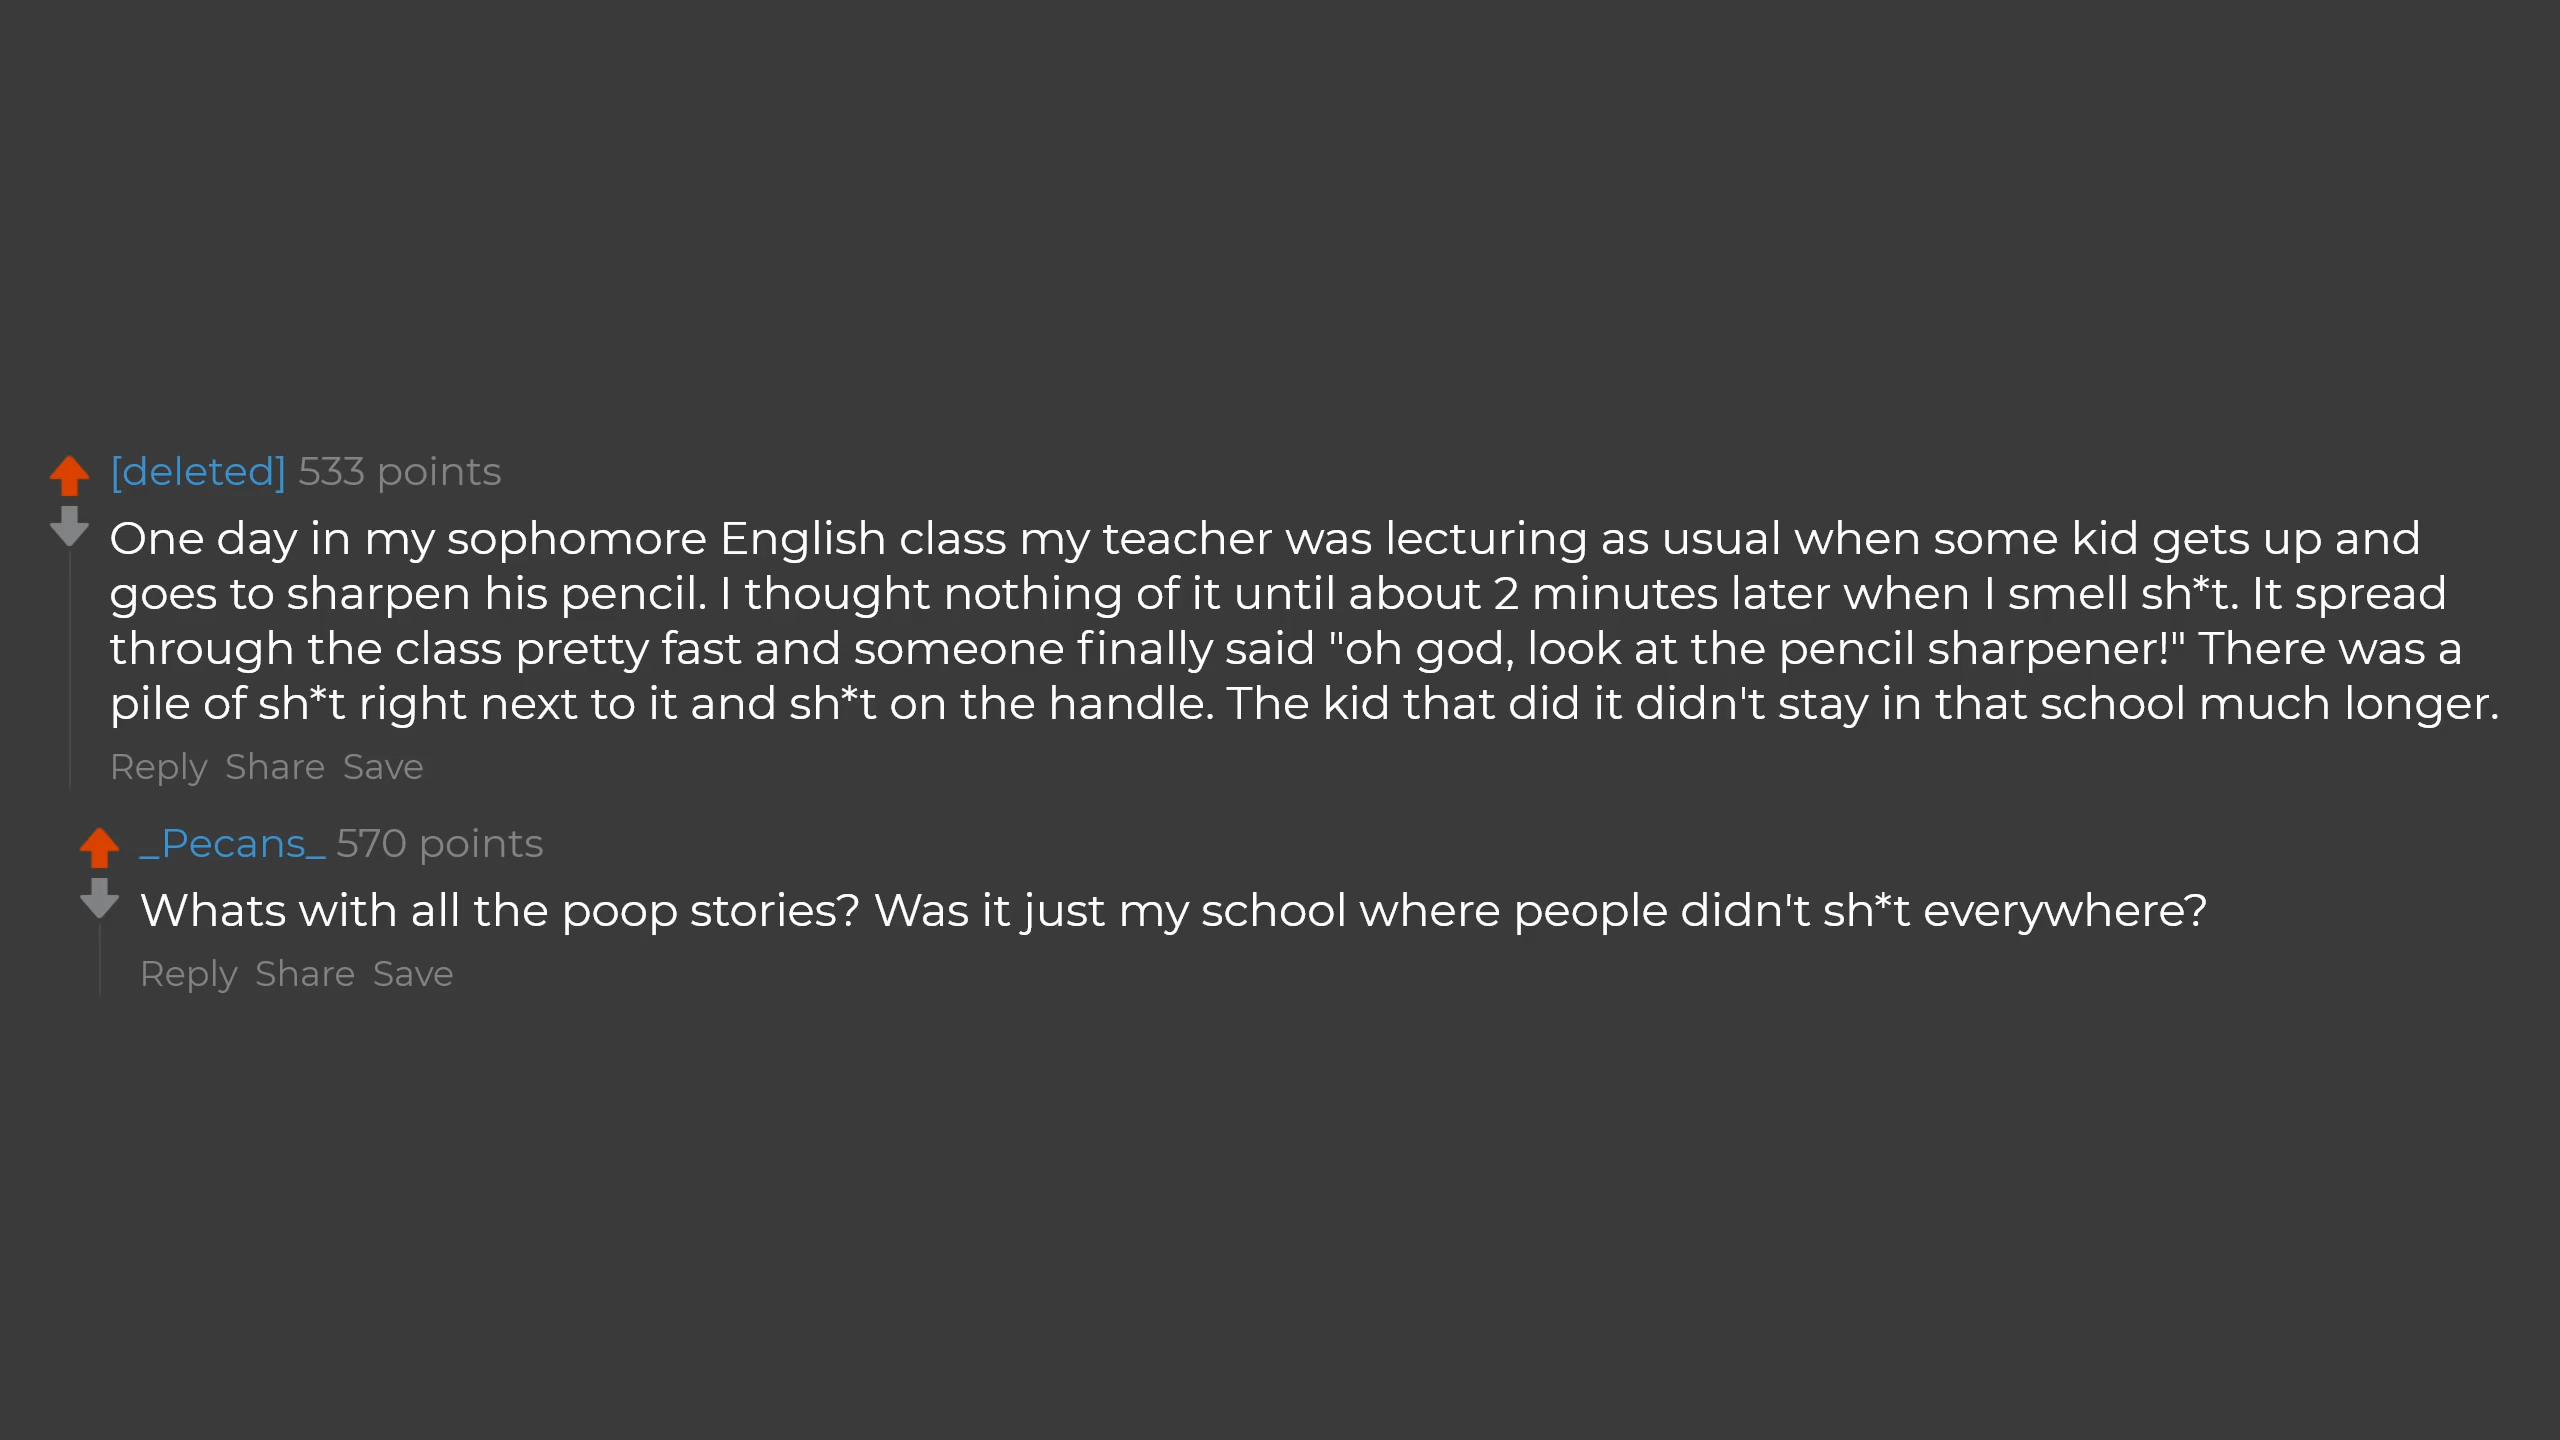 [deleted] 533 points
One day in my sophomore English class my teacher was lecturing as usual when some kid gets up and
goes to sharpen his pencil. I thought nothing of it until about 2 minutes later when I smell sh*t. It spread
through the class pretty fast and someone finally said "oh god, look at the pencil sharpener!" There was a
pile of sh*t right next to it and sh*t on the handle. The kid that did it didn't stay in that school much longer.
Reply Share Save
_Pecans_ 570 points
Whats with all the poop stories? Was it just my school where people didn't sh*t everywhere?
Reply Share Save